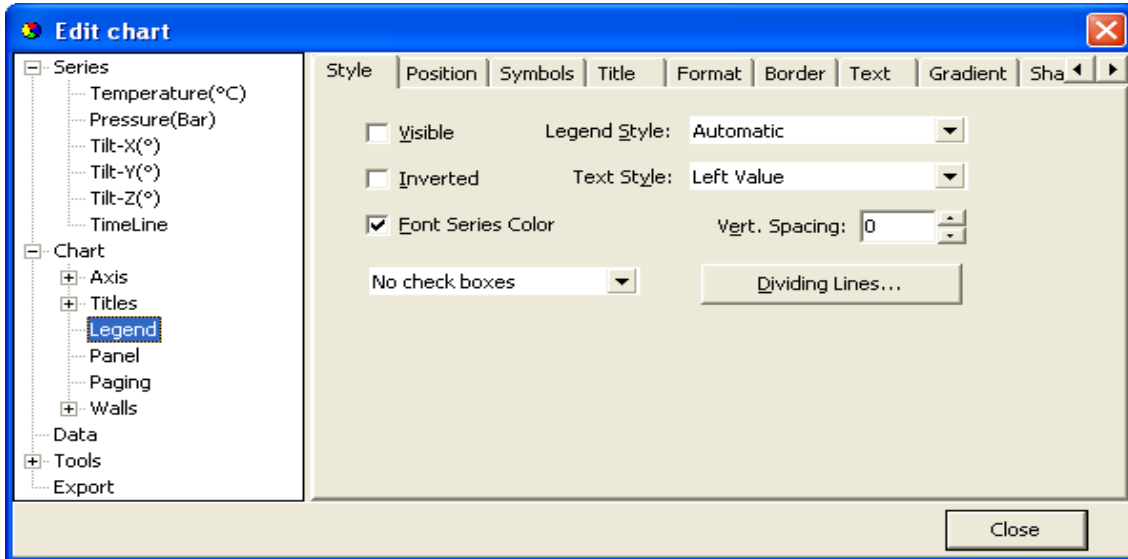 Edit chart
Series
Temperature(°C)
Pressure(Bar)
Tilt-X(°)
Tilt-Y(°)
Tilt-Z(°)
TimeLine
Chart
Axis
Titles
Legend
Panel
Paging
Walls
Data
Tools
Export
Style Position Symbols Title Format Border Text Gradient Sha
Visible Legend Style: Automatic
Inverted Text Style: Left Value
Font Series Color Vert. Spacing: 0
No check boxes Dividing Lines...
Close